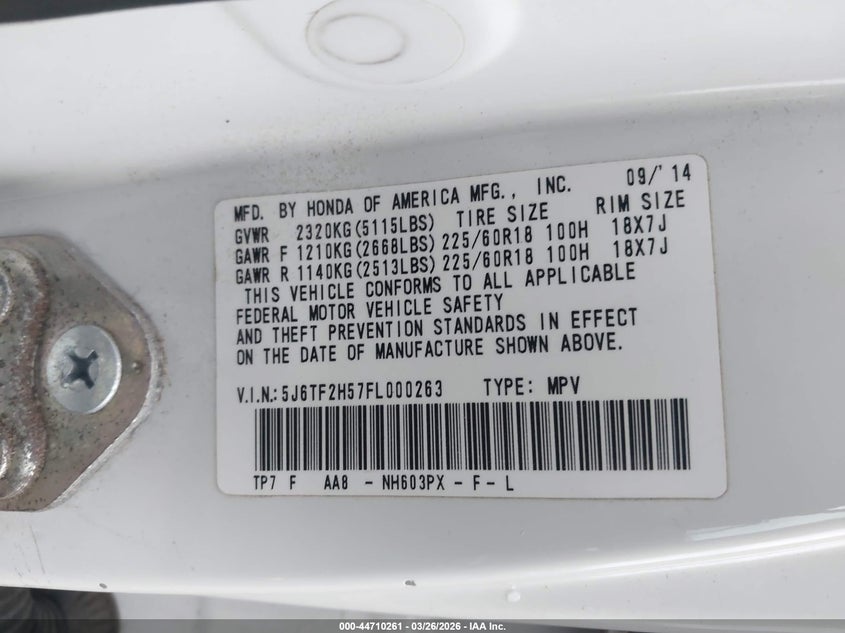 MFD. BY HONDA OF AMERICA MFG., INC. 09/'14
GVWR 2320KG(5115LBS) TIRE SIZE RIM SIZE
GAWR F 1210KG(2668LBS) 225/60R18 100H 18X7J
GAWR R 1140KG(2513LBS) 225/60R18 100H 18X7J
THIS VEHICLE CONFORMS TO ALL APPLICABLE
FEDERAL MOTOR VEHICLE SAFETY
AND THEFT PREVENTION STANDARDS IN EFFECT
ON THE DATE OF MANUFACTURE SHOWN ABOVE.
V.I.N.: 5J6TF2H57FL000263 TYPE: MPV
TP7 F AA8 - NH603PX - F - L
000-44710261 - 03/26/2026 - IAA Inc.